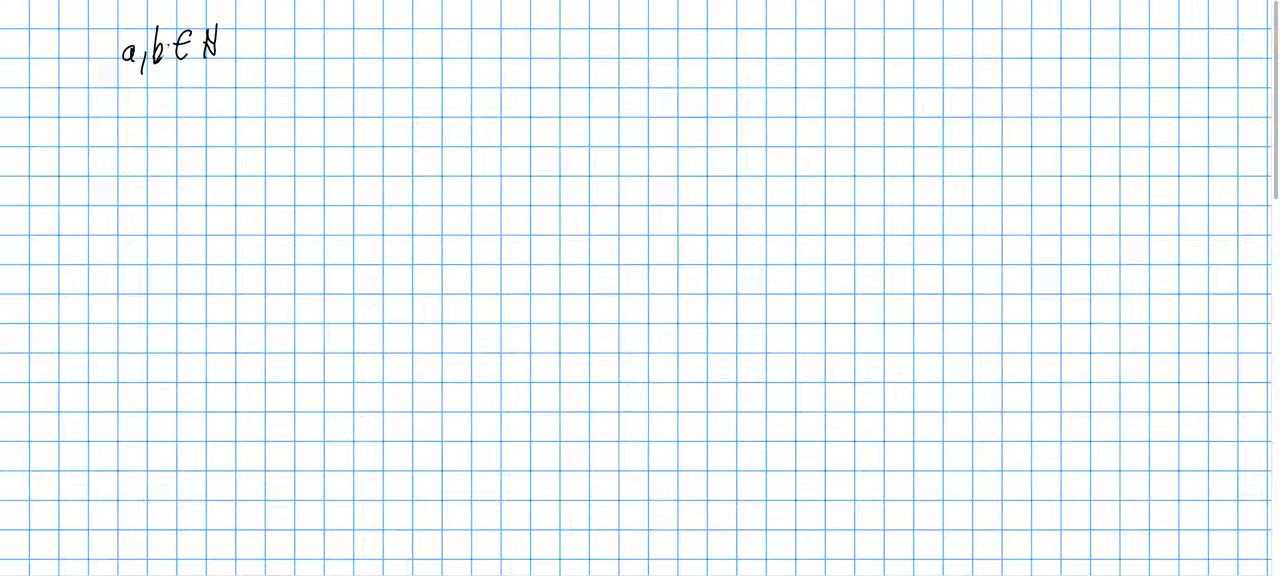 a, b ∈ ℕ